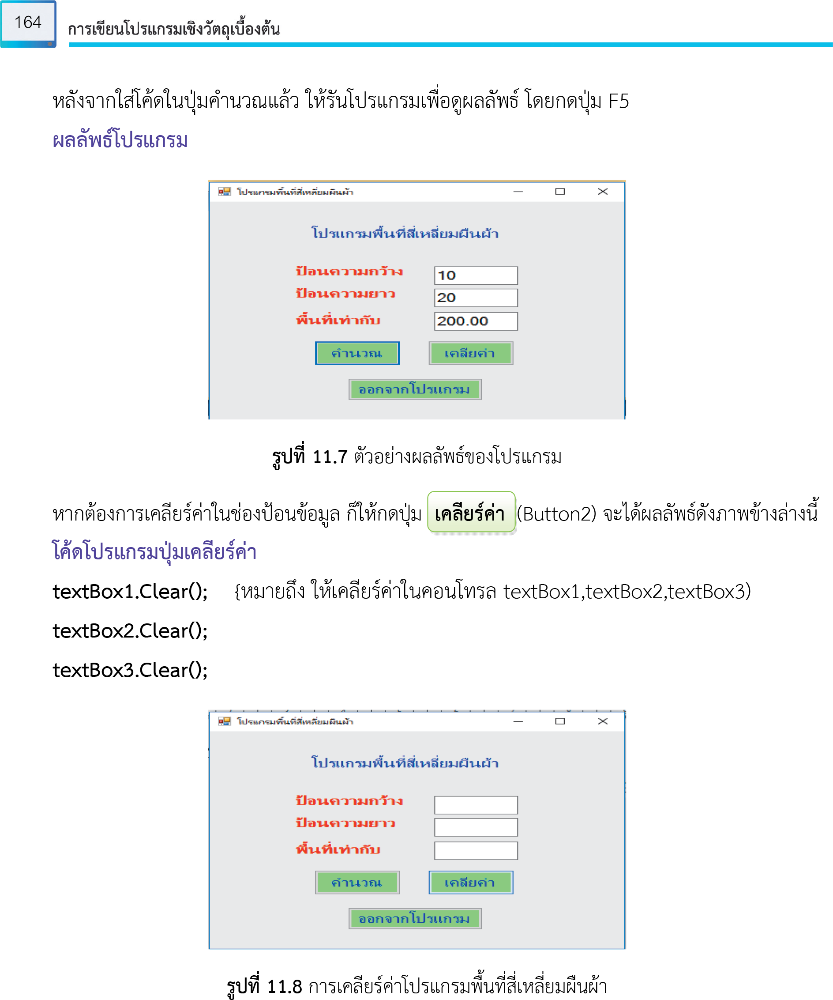 164
การเขียนโปรแกรมเชิงวัตถุเบื้องต้น
หลังจากใส่โค้ดในปุ่มคำนวณแล้ว ให้รันโปรแกรมเพื่อดูผลลัพธ์ โดยกดปุ่ม F5
ผลลัพธ์โปรแกรม
โปรแกรมพื้นที่สี่เหลี่ยมผืนผ้า
โปรแกรมพื้นที่สี่เหลี่ยมผืนผ้า
ป้อนความกว้าง 10
ป้อนความยาว 20
พื้นที่เท่ากับ 200.00
คำนวณ เคลียค่า
ออกจากโปรแกรม
รูปที่ 11.7 ตัวอย่างผลลัพธ์ของโปรแกรม
หากต้องการเคลียร์ค่าในช่องป้อนข้อมูล ก็ให้กดปุ่ม เคลียร์ค่า (Button2) จะได้ผลลัพธ์ดังภาพข้างล่างนี้
โค้ดโปรแกรมปุ่มเคลียร์ค่า
textBox1.Clear(); {หมายถึง ให้เคลียร์ค่าในคอนโทรล textBox1,textBox2,textBox3)
textBox2.Clear();
textBox3.Clear();
โปรแกรมพื้นที่สี่เหลี่ยมผืนผ้า
โปรแกรมพื้นที่สี่เหลี่ยมผืนผ้า
ป้อนความกว้าง
ป้อนความยาว
พื้นที่เท่ากับ
คำนวณ เคลียค่า
ออกจากโปรแกรม
รูปที่ 11.8 การเคลียร์ค่าโปรแกรมพื้นที่สี่เหลี่ยมผืนผ้า